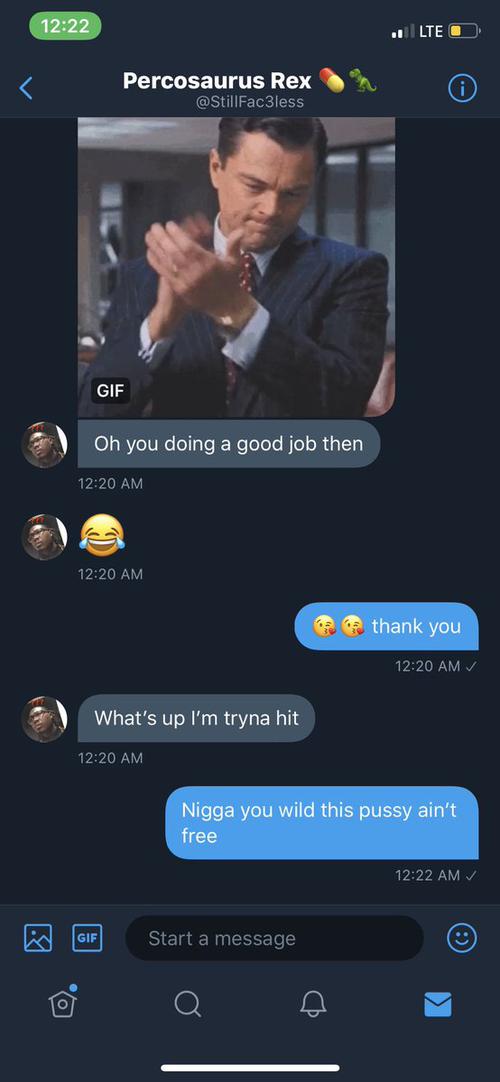 12:22
LTE
Percosaurus Rex 💊 🦖
@StillFac3less
GIF
Oh you doing a good job then
12:20 AM
😂
12:20 AM
😘 😘 thank you
12:20 AM ✓
What's up I'm tryna hit
12:20 AM
Nigga you wild this pussy ain't
free
12:22 AM ✓
GIF
Start a message